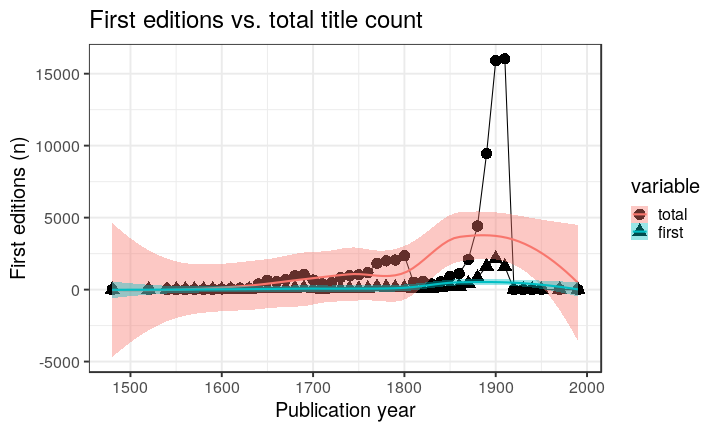 First editions vs. total title count
First editions (n)
15000
10000
5000
0
-5000
1500 1600 1700 1800 1900 2000
Publication year
variable
total
first